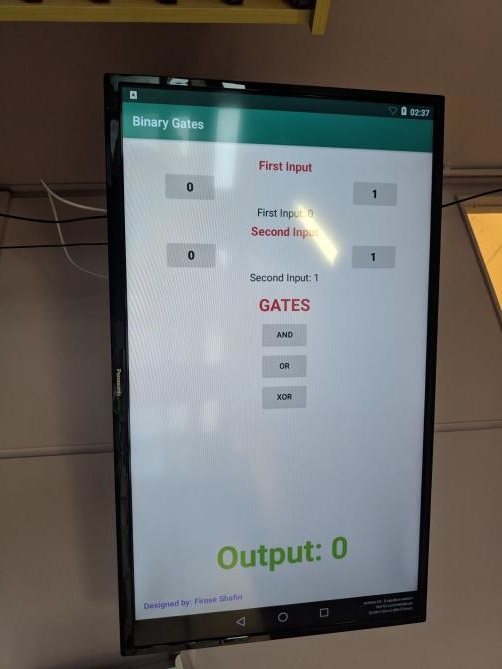 02:37
Binary Gates
First Input
0
1
First Input: 0
Second Input
0
1
Second Input: 1
GATES
AND
OR
XOR
Output: 0
Designed by: Firose Shafin
Panasonic